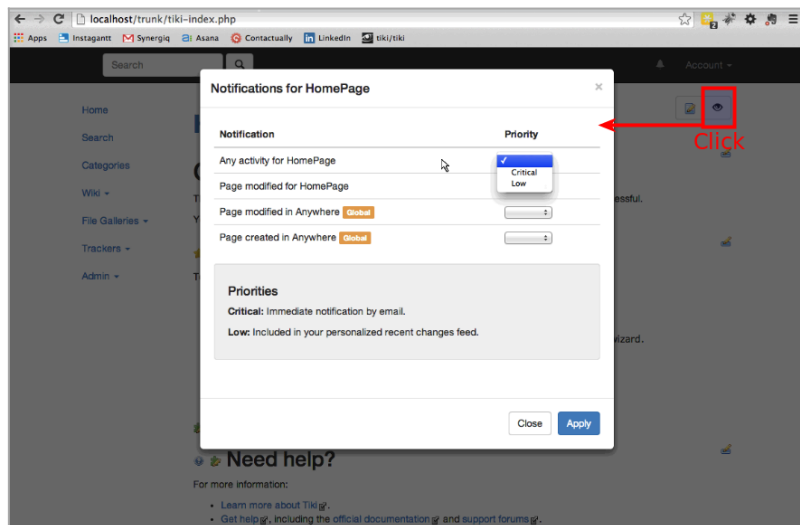 localhost/trunk/tiki-index.php
Apps Instagantt Synergiq Asana Contactually LinkedIn tiki/tiki
Search Account
Notifications for HomePage ×
Home
Search
Categories
Wiki
File Galleries
Trackers
Admin
Notification Priority
Any activity for HomePage
Critical
Low
Page modified for HomePage
Page modified in Anywhere Global
Page created in Anywhere Global
Click
essful.
Priorities
Critical: Immediate notification by email.
Low: Included in your personalized recent changes feed.
wizard.
Close Apply
Need help?
For more information:
Learn more about Tiki.
Get help, including the official documentation and support forums.